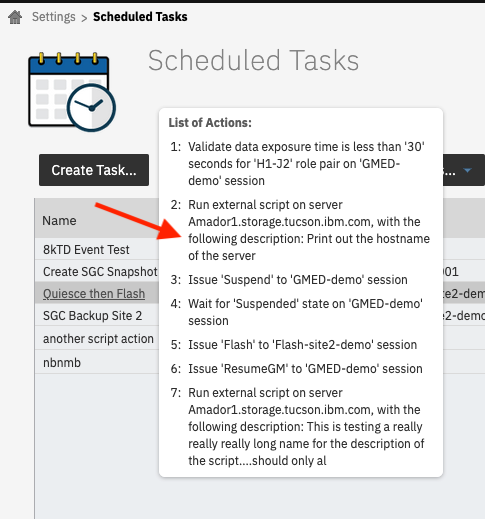 Settings > Scheduled Tasks
Scheduled Tasks
List of Actions:
1: Validate data exposure time is less than '30'
seconds for 'H1-J2' role pair on 'GMED-
demo' session
Create Task...
2: Run external script on server
Amador1.storage.tucson.ibm.com, with the
following description: Print out the hostname
of the server
Name
8kTD Event Test
Create SGC Snapshot
3: Issue 'Suspend' to 'GMED-demo' session
001
Quiesce then Flash
4: Wait for 'Suspended' state on 'GMED-demo'
session
SGC Backup Site 2
another script action
5: Issue 'Flash' to 'Flash-site2-demo' session
nbnmb
6: Issue 'ResumeGM' to 'GMED-demo' session
7: Run external script on server
Amador1.storage.tucson.ibm.com, with the
following description: This is testing a really
really really long name for the description of
the script....should only al